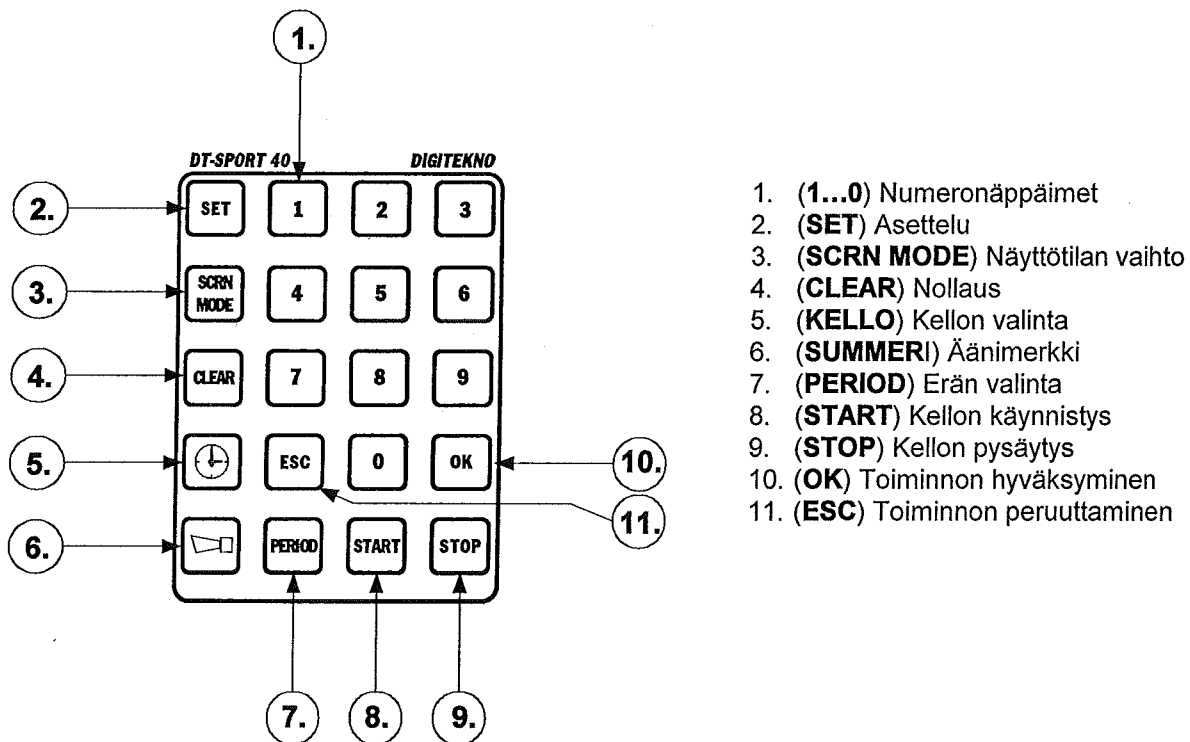 1.
DT-SPORT 40 DIGITEKNO
2. SET 1 2 3
3. SCRN MODE 4 5 6
4. CLEAR 7 8 9
5. ESC 0 OK 10.
11.
6. PERIOD START STOP
7. 8. 9.
1. (1...0) Numeronäppäimet
2. (SET) Asettelu
3. (SCRN MODE) Näyttötilan vaihto
4. (CLEAR) Nollaus
5. (KELLO) Kellon valinta
6. (SUMMERI) Äänimerkki
7. (PERIOD) Erän valinta
8. (START) Kellon käynnistys
9. (STOP) Kellon pysäytys
10. (OK) Toiminnon hyväksyminen
11. (ESC) Toiminnon peruuttaminen